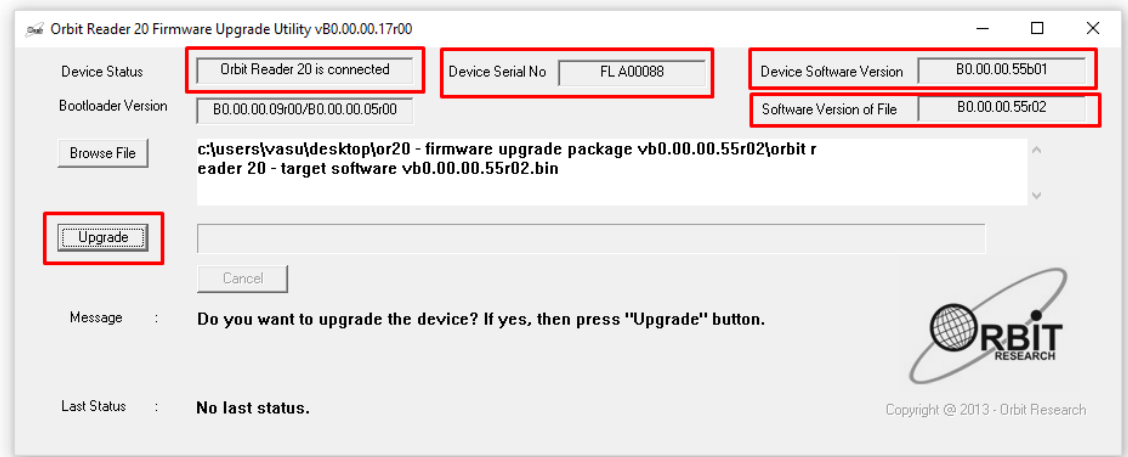 Orbit Reader 20 Firmware Upgrade Utility vB0.00.00.17r00
Device Status Orbit Reader 20 is connected Device Serial No FL A00088 Device Software Version B0.00.00.55b01
Bootloader Version B0.00.00.09r00/B0.00.00.05r00 Software Version of File B0.00.00.55r02
Browse File c:\users\vasu\desktop\or20 - firmware upgrade package vb0.00.00.55r02\orbit r
eader 20 - target software vb0.00.00.55r02.bin
Upgrade
Cancel
Message : Do you want to upgrade the device? If yes, then press "Upgrade" button.
ORBIT
RESEARCH
Last Status : No last status.
Copyright @ 2013 - Orbit Research